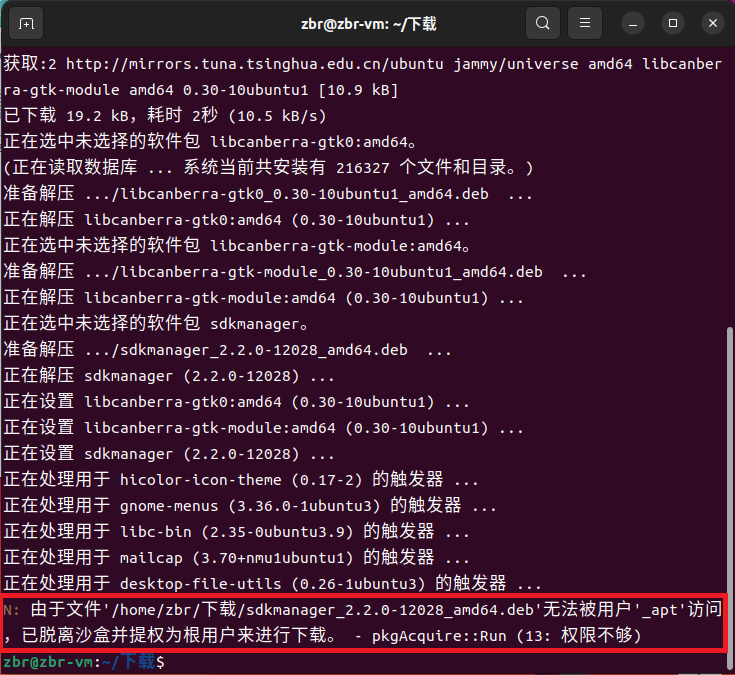 zbr@zbr-vm: ~/下载
获取:2 http://mirrors.tuna.tsinghua.edu.cn/ubuntu jammy/universe amd64 libcanber
ra-gtk-module amd64 0.30-10ubuntu1 [10.9 kB]
已下载 19.2 kB，耗时 2秒 (10.5 kB/s)
正在选中未选择的软件包 libcanberra-gtk0:amd64。
(正在读取数据库 ... 系统当前共安装有 216327 个文件和目录。)
准备解压 .../libcanberra-gtk0_0.30-10ubuntu1_amd64.deb  ...
正在解压 libcanberra-gtk0:amd64 (0.30-10ubuntu1) ...
正在选中未选择的软件包 libcanberra-gtk-module:amd64。
准备解压 .../libcanberra-gtk-module_0.30-10ubuntu1_amd64.deb  ...
正在解压 libcanberra-gtk-module:amd64 (0.30-10ubuntu1) ...
正在选中未选择的软件包 sdkmanager。
准备解压 .../sdkmanager_2.2.0-12028_amd64.deb  ...
正在解压 sdkmanager (2.2.0-12028) ...
正在设置 libcanberra-gtk0:amd64 (0.30-10ubuntu1) ...
正在设置 libcanberra-gtk-module:amd64 (0.30-10ubuntu1) ...
正在设置 sdkmanager (2.2.0-12028) ...
正在处理用于 hicolor-icon-theme (0.17-2) 的触发器 ...
正在处理用于 gnome-menus (3.36.0-1ubuntu3) 的触发器 ...
正在处理用于 libc-bin (2.35-0ubuntu3.9) 的触发器 ...
正在处理用于 mailcap (3.70+nmu1ubuntu1) 的触发器 ...
正在处理用于 desktop-file-utils (0.26-1ubuntu3) 的触发器 ...
N: 由于文件'/home/zbr/下载/sdkmanager_2.2.0-12028_amd64.deb'无法被用户'_apt'访问
，已脱离沙盒并提权为根用户来进行下载。 - pkgAcquire::Run (13: 权限不够)
zbr@zbr-vm:~/下载$